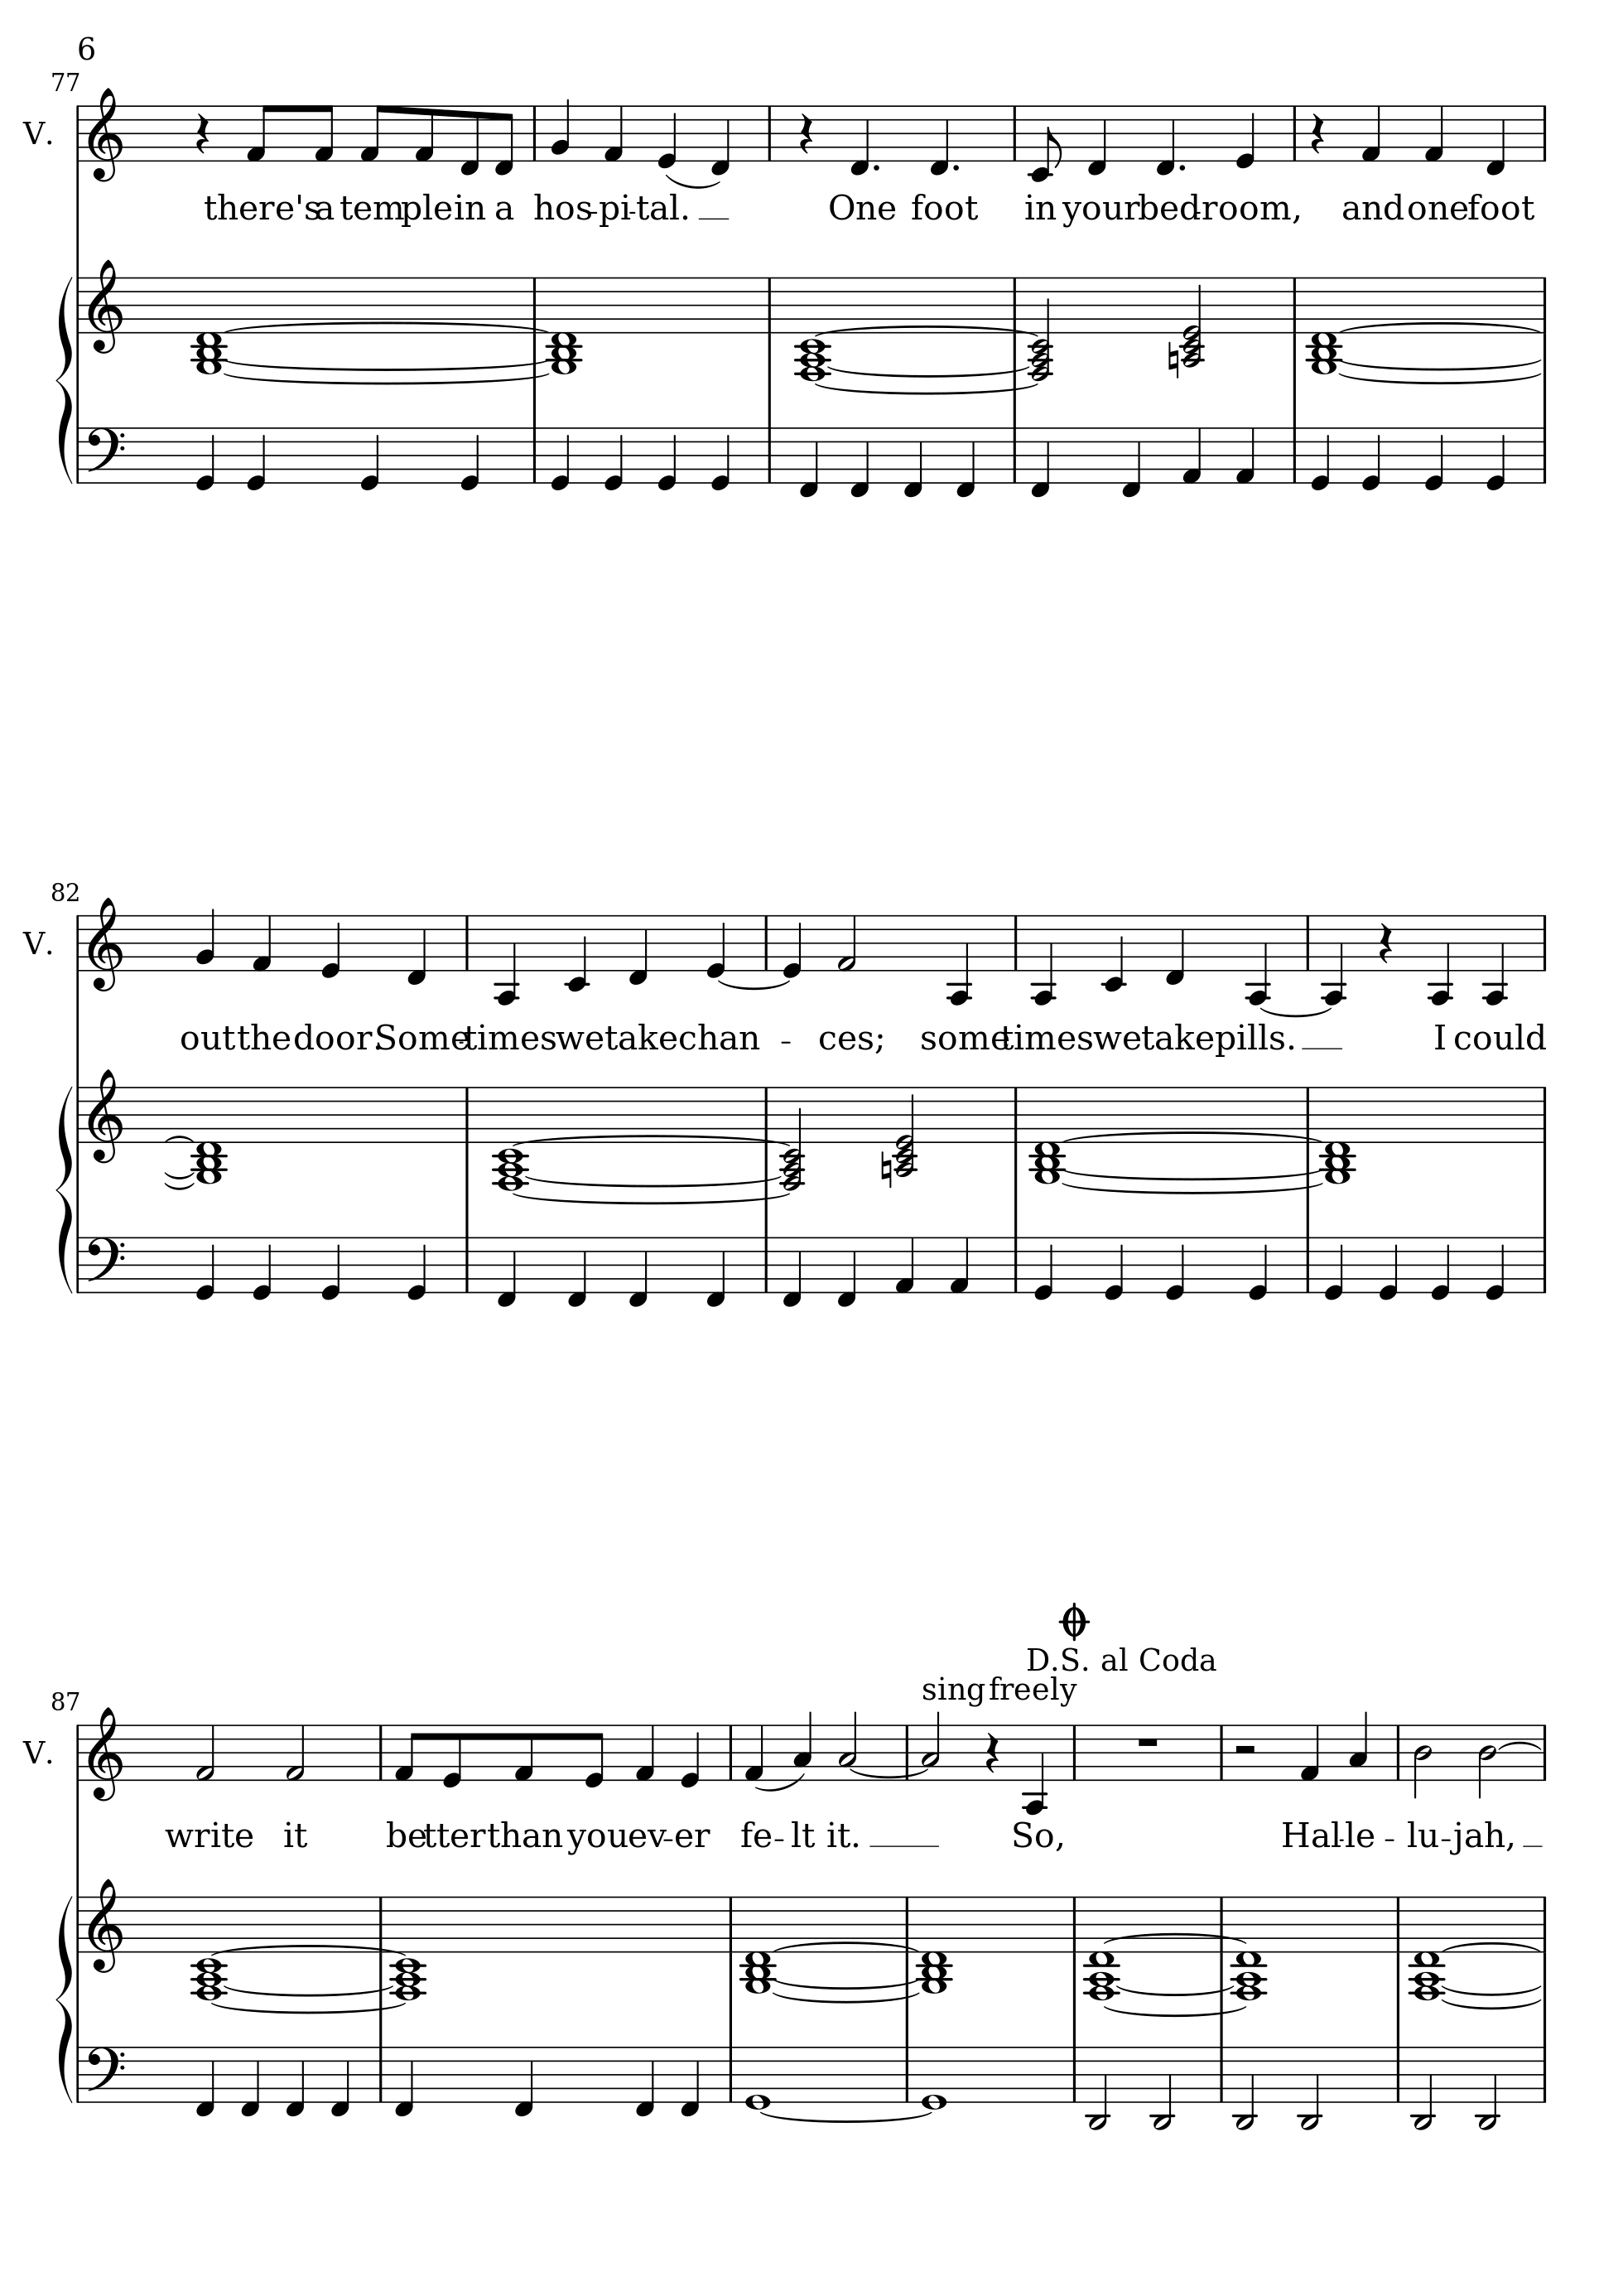 6
77
V.
there's a temple in a hos-pi-tal. One foot in your bed-room, and one foot
82
V.
out the door. Some-times we take chan - ces; some times we take pills. I could
D.S. al Coda
sing freely
87
V.
write it better than you ev-er fe-lt it. So, Hal-le - lu-jah,